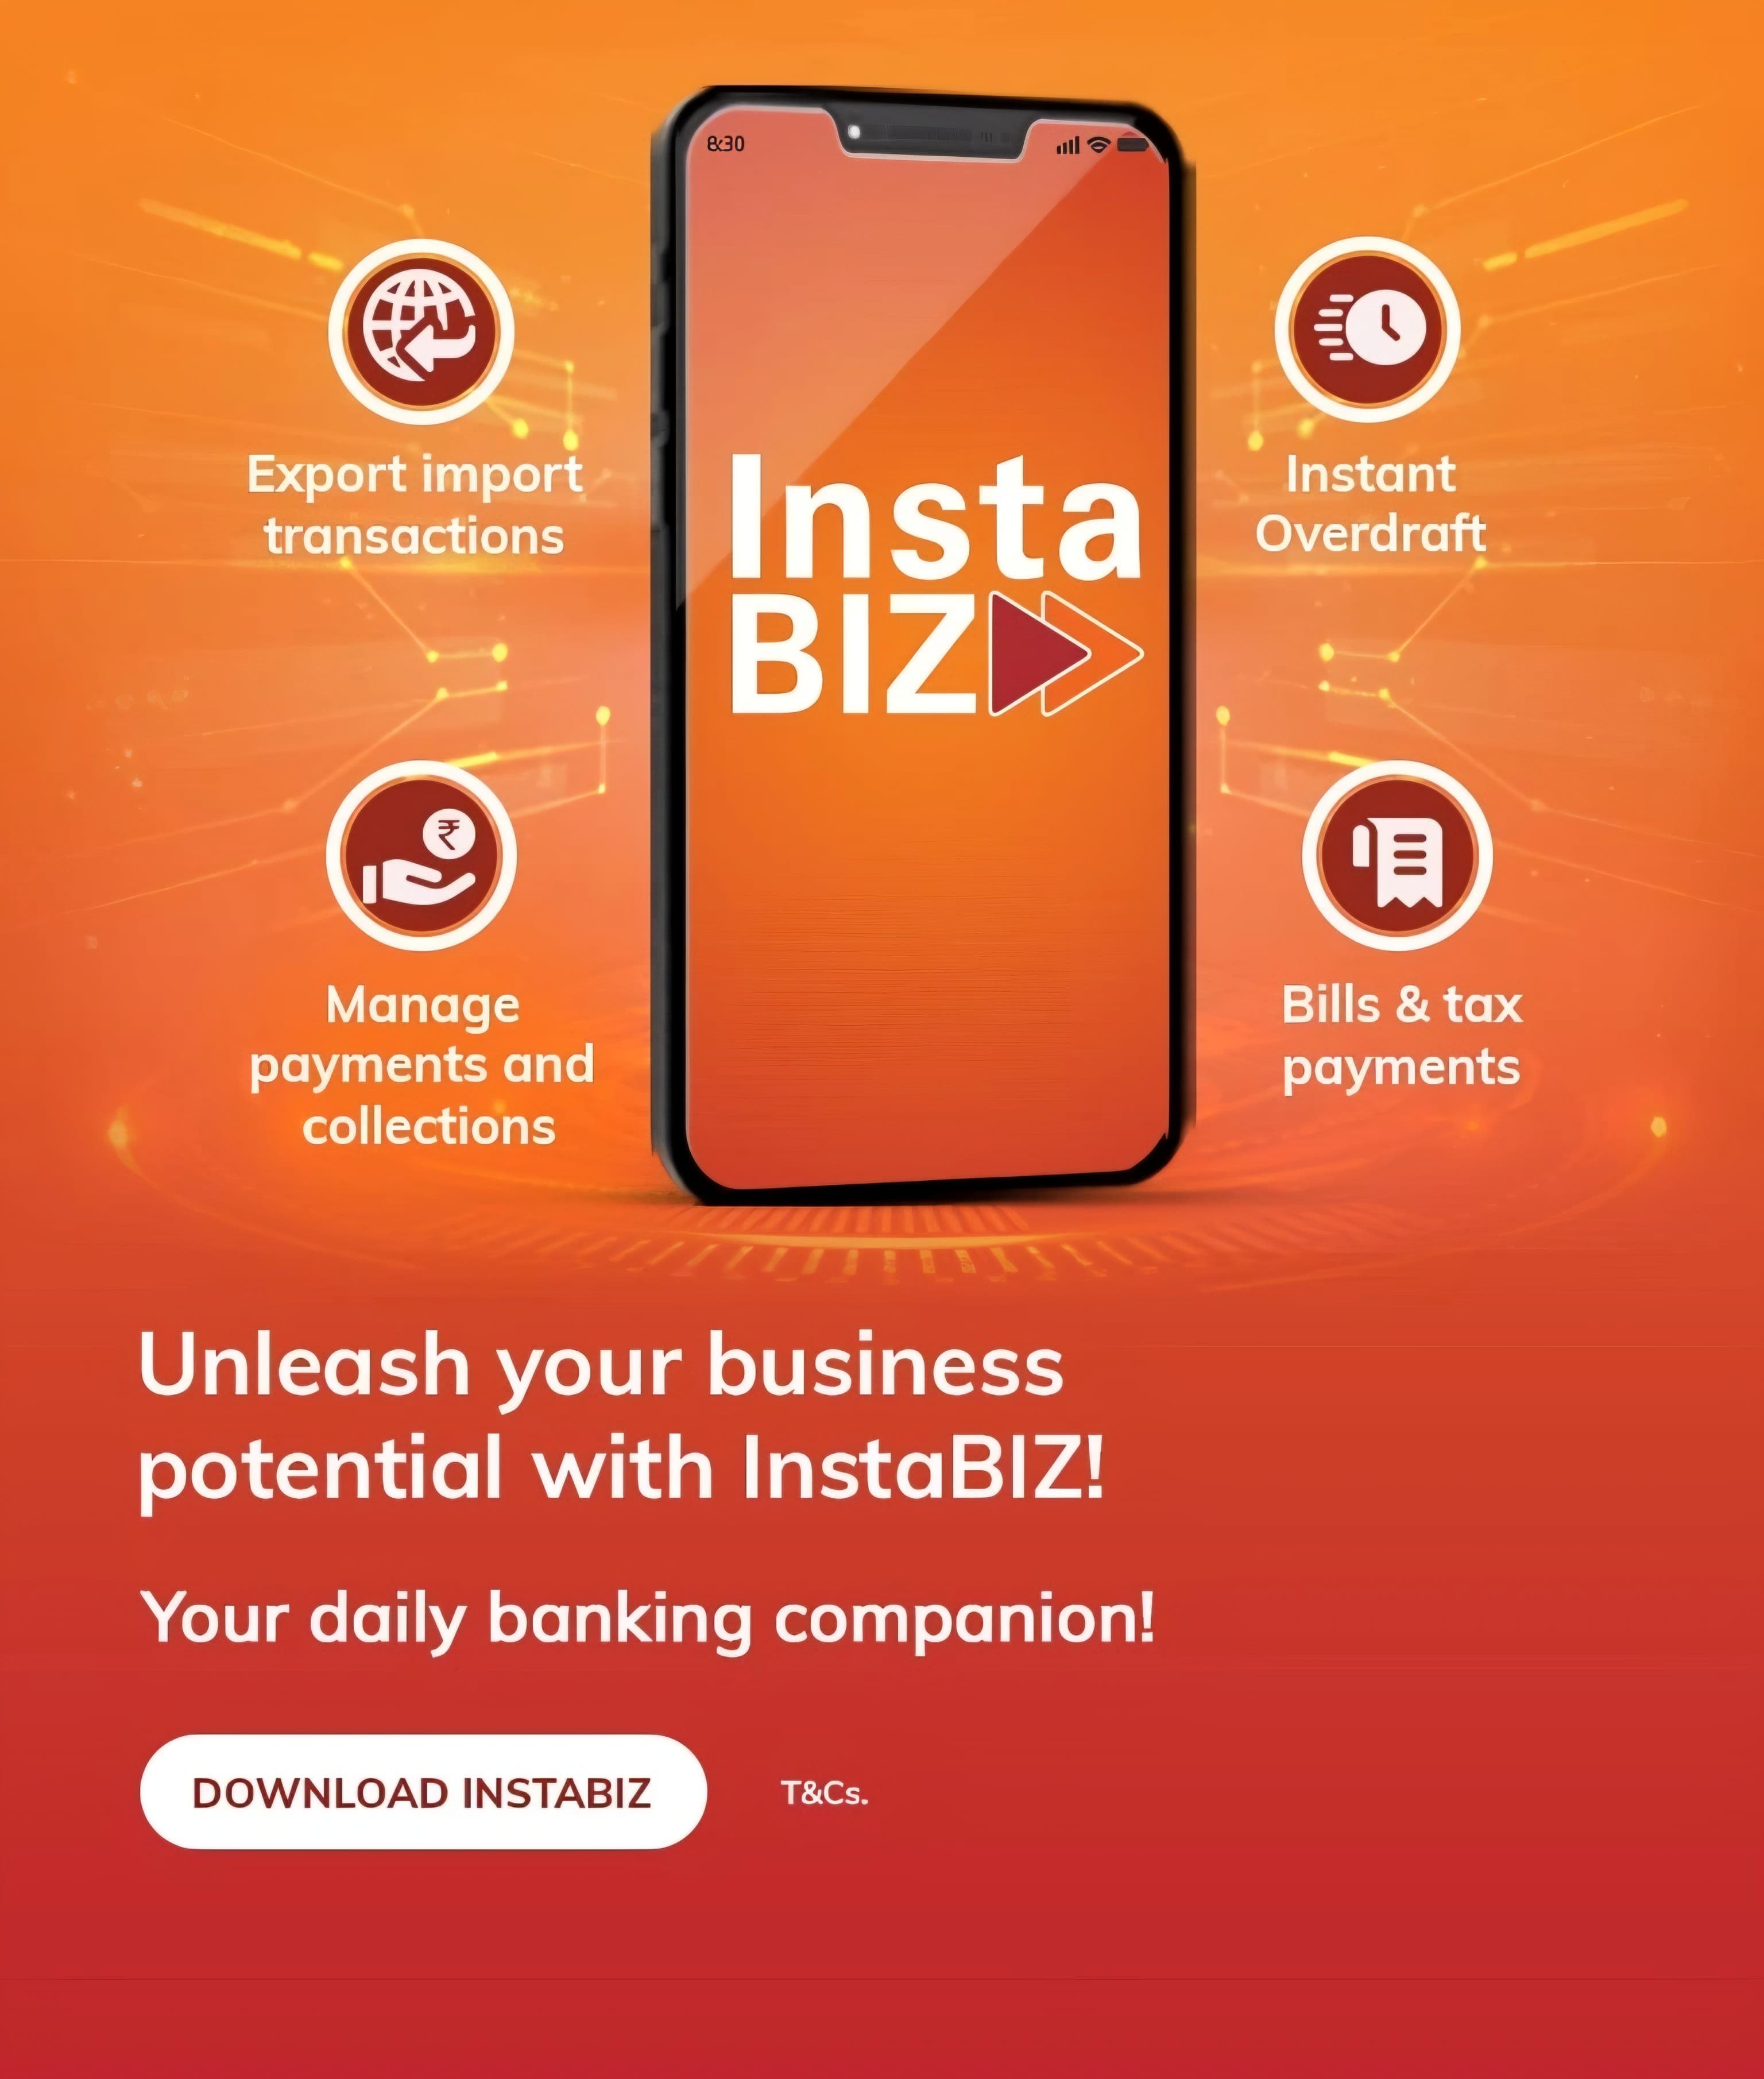 8:30
Insta
BIZ
Export import
transactions
Instant
Overdraft
₹
Manage
payments and
collections
Bills & tax
payments
Unleash your business
potential with InstaBIZ!
Your daily banking companion!
DOWNLOAD INSTABIZ
T&Cs.